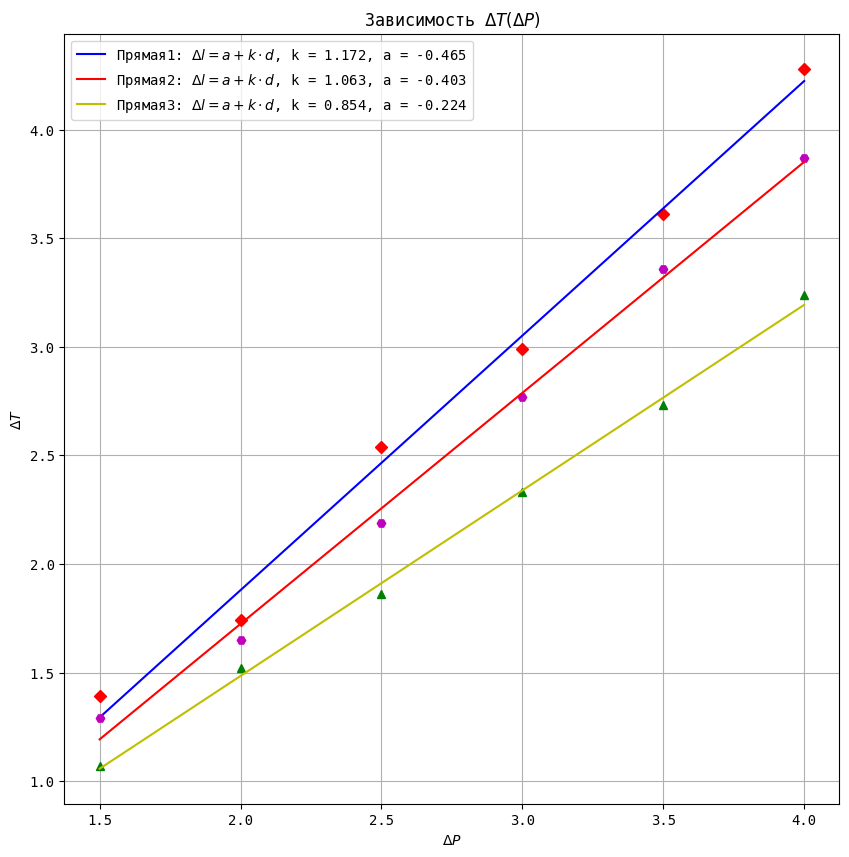 Зависимость ΔT(ΔP)
Прямая1: Δl = a + k · d, k = 1.172, a = -0.465
Прямая2: Δl = a + k · d, k = 1.063, a = -0.403
Прямая3: Δl = a + k · d, k = 0.854, a = -0.224
4.0
3.5
3.0
2.5
2.0
1.5
1.0
ΔT
1.5 2.0 2.5 3.0 3.5 4.0
ΔP